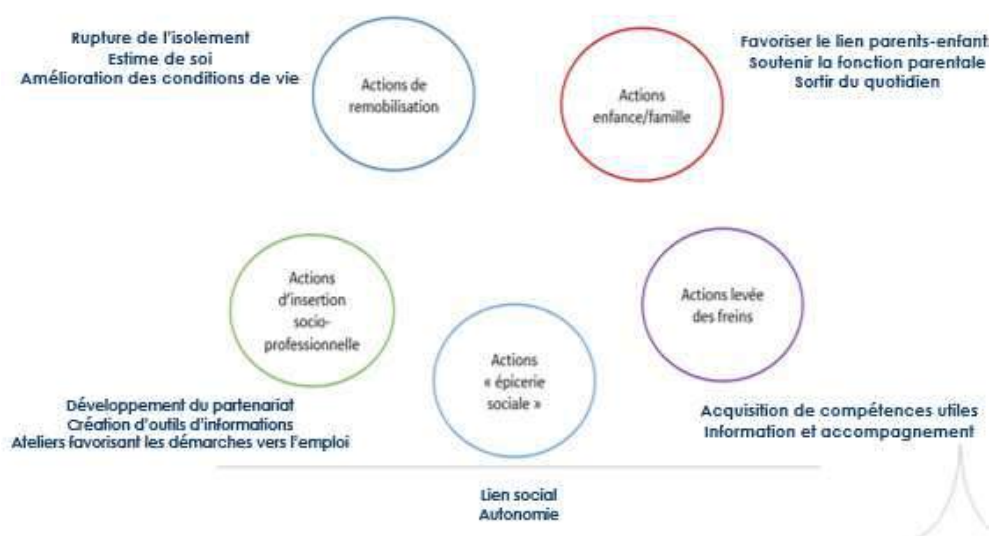 Rupture de l'isolement
Estime de soi
Amélioration des conditions de vie
Actions de
remobilisation
Actions
enfance/famille
Favoriser le lien parents-enfant
Soutenir la fonction parentale
Sortir du quotidien
Actions
d'insertion
socio-
professionnelle
Développement du partenariat
Création d'outils d'informations
Ateliers favorisant les démarches vers l'emploi
Actions
« épicerie
sociale »
Lien social
Autonomie
Actions levée
des freins
Acquisition de compétences utiles
Information et accompagnement